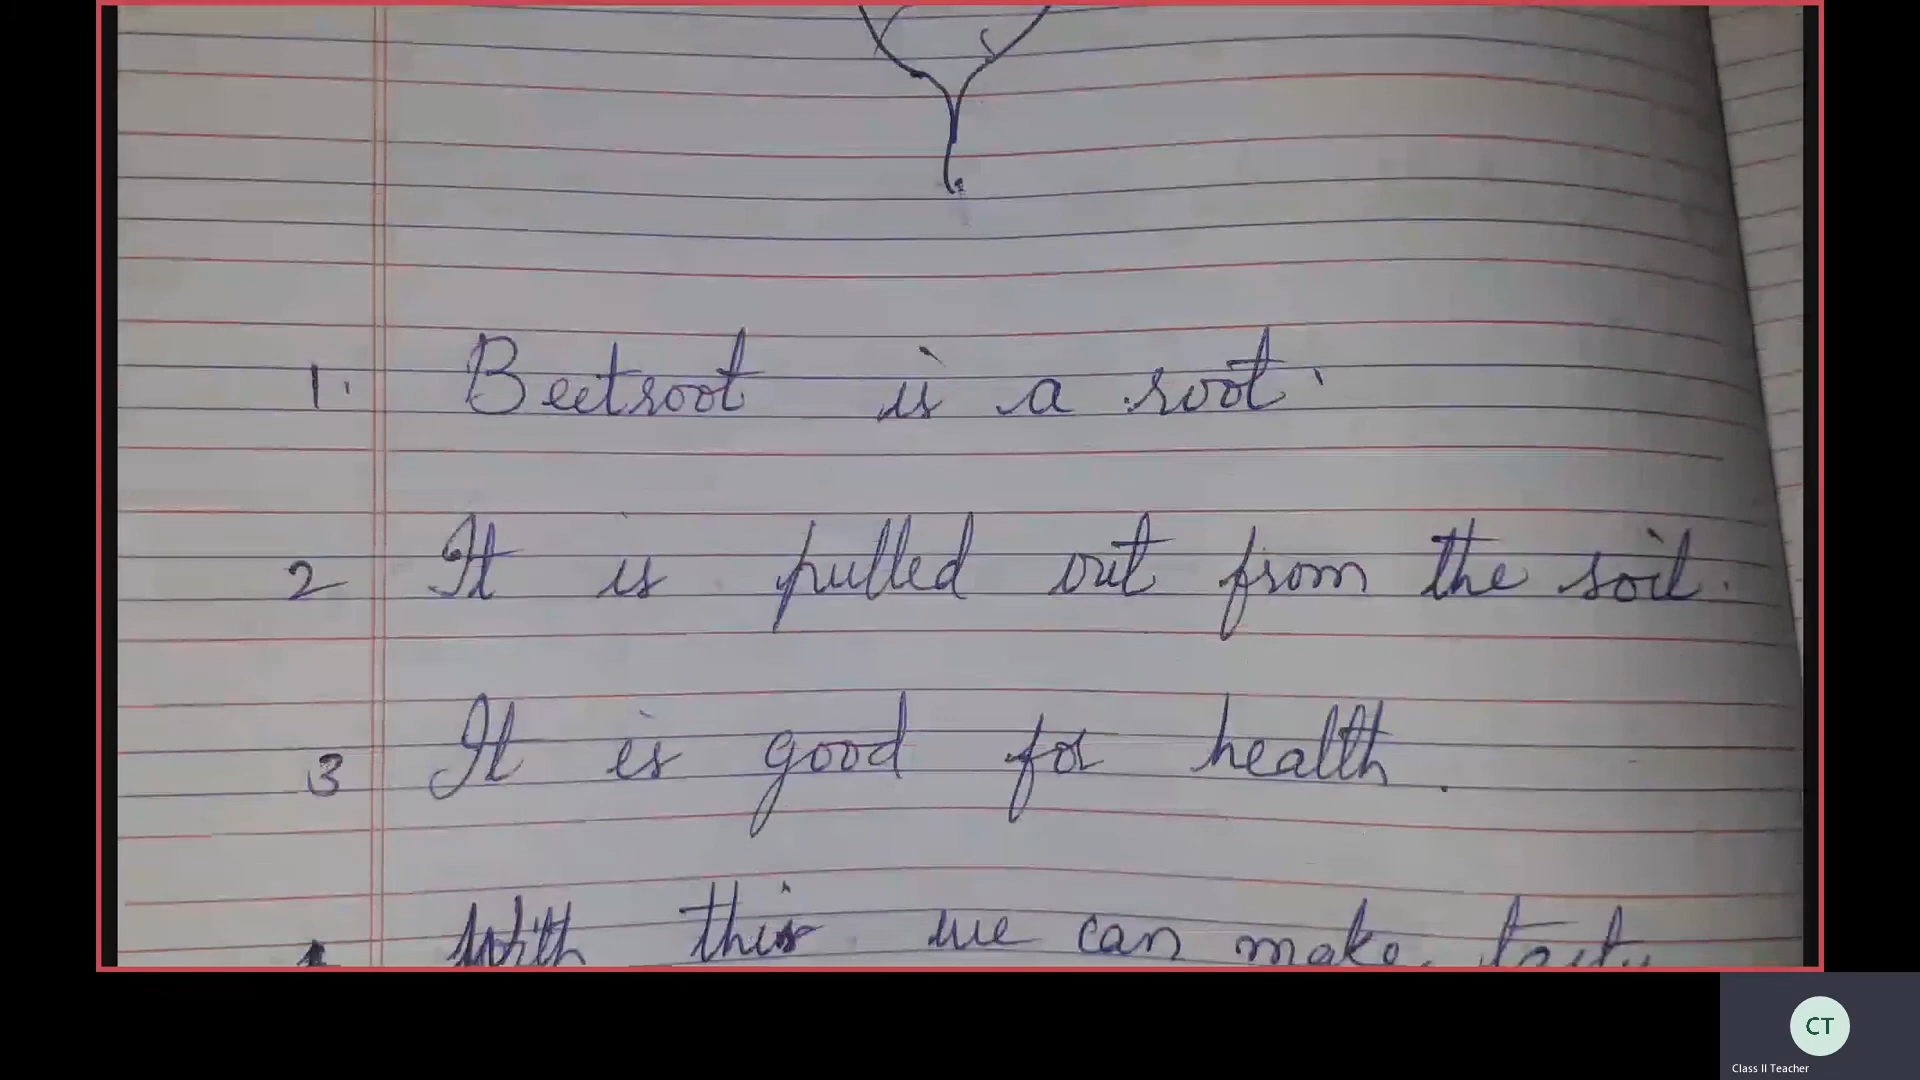 1. Beetroot is a root.
2 It is pulled out from the soil.
3 It is good for health.
With this we can make tasty
CT
Class II Teacher